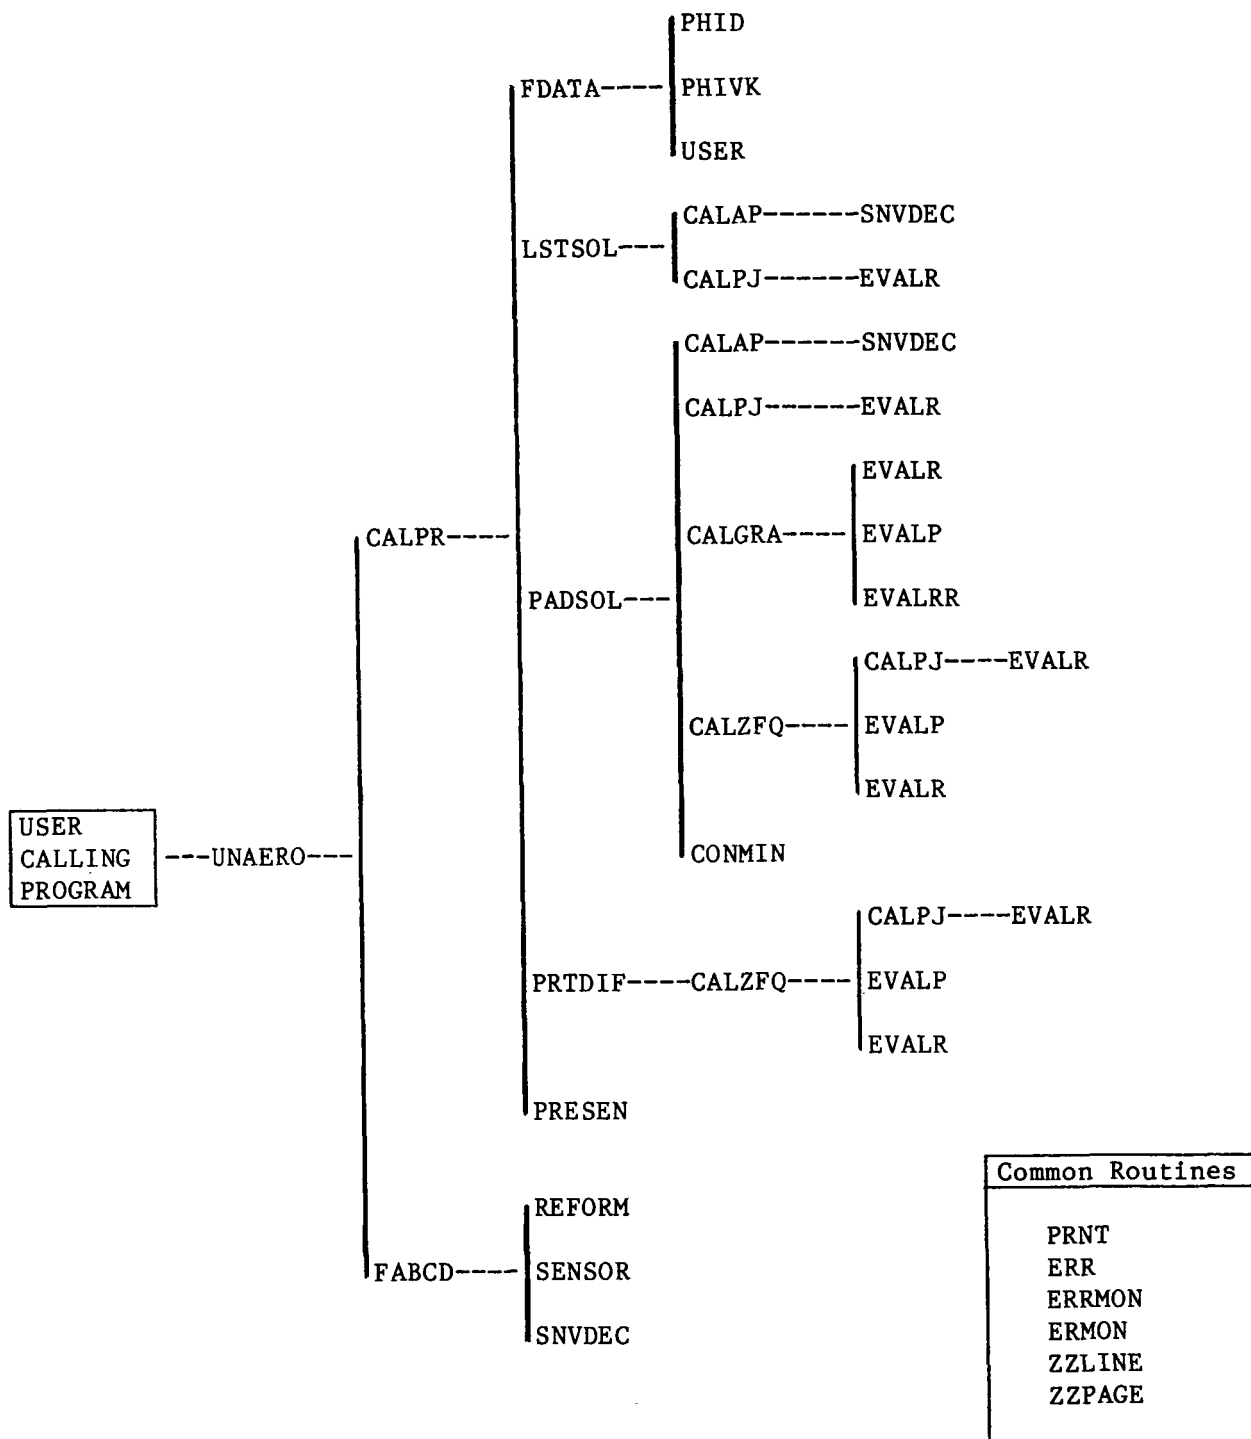 PHID
FDATA---- PHIVK
USER
CALAP------SNVDEC
LSTSOL---
CALPJ------EVALR
CALAP------SNVDEC
CALPJ------EVALR
EVALR
CALPR---- CALGRA---- EVALP
PADSOL--- EVALRR
CALPJ----EVALR
CALZFQ---- EVALP
EVALR
USER
CALLING ---UNAERO--- CONMIN
PROGRAM
CALPJ----EVALR
PRTDIF----CALZFQ---- EVALP
EVALR
PRESEN
Common Routines
REFORM
PRNT
FABCD---- SENSOR
ERR
ERRMON
SNVDEC
ERMON
ZZLINE
ZZPAGE